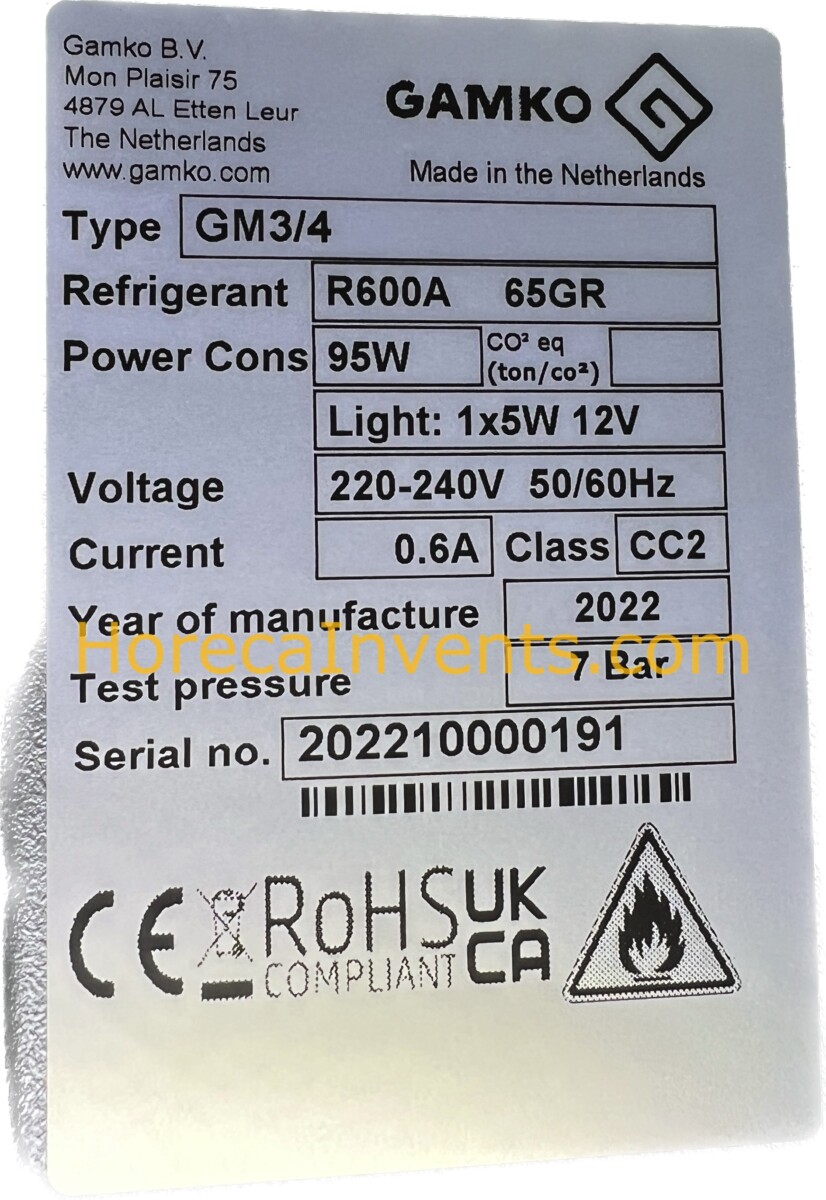 Gamko B.V.
Mon Plaisir 75
4879 AL Etten Leur
The Netherlands
www.gamko.com
GAMKO
Made in the Netherlands
Type GM3/4
Refrigerant R600A 65GR
Power Cons 95W CO² eq
(ton/co²)
Light: 1x5W 12V
Voltage 220-240V 50/60Hz
Current 0.6A Class CC2
Year of manufacture 2022
HorecaInvents.com
Test pressure 7 Bar
Serial no. 202210000191
CE RoHS UK
COMPLIANT CA